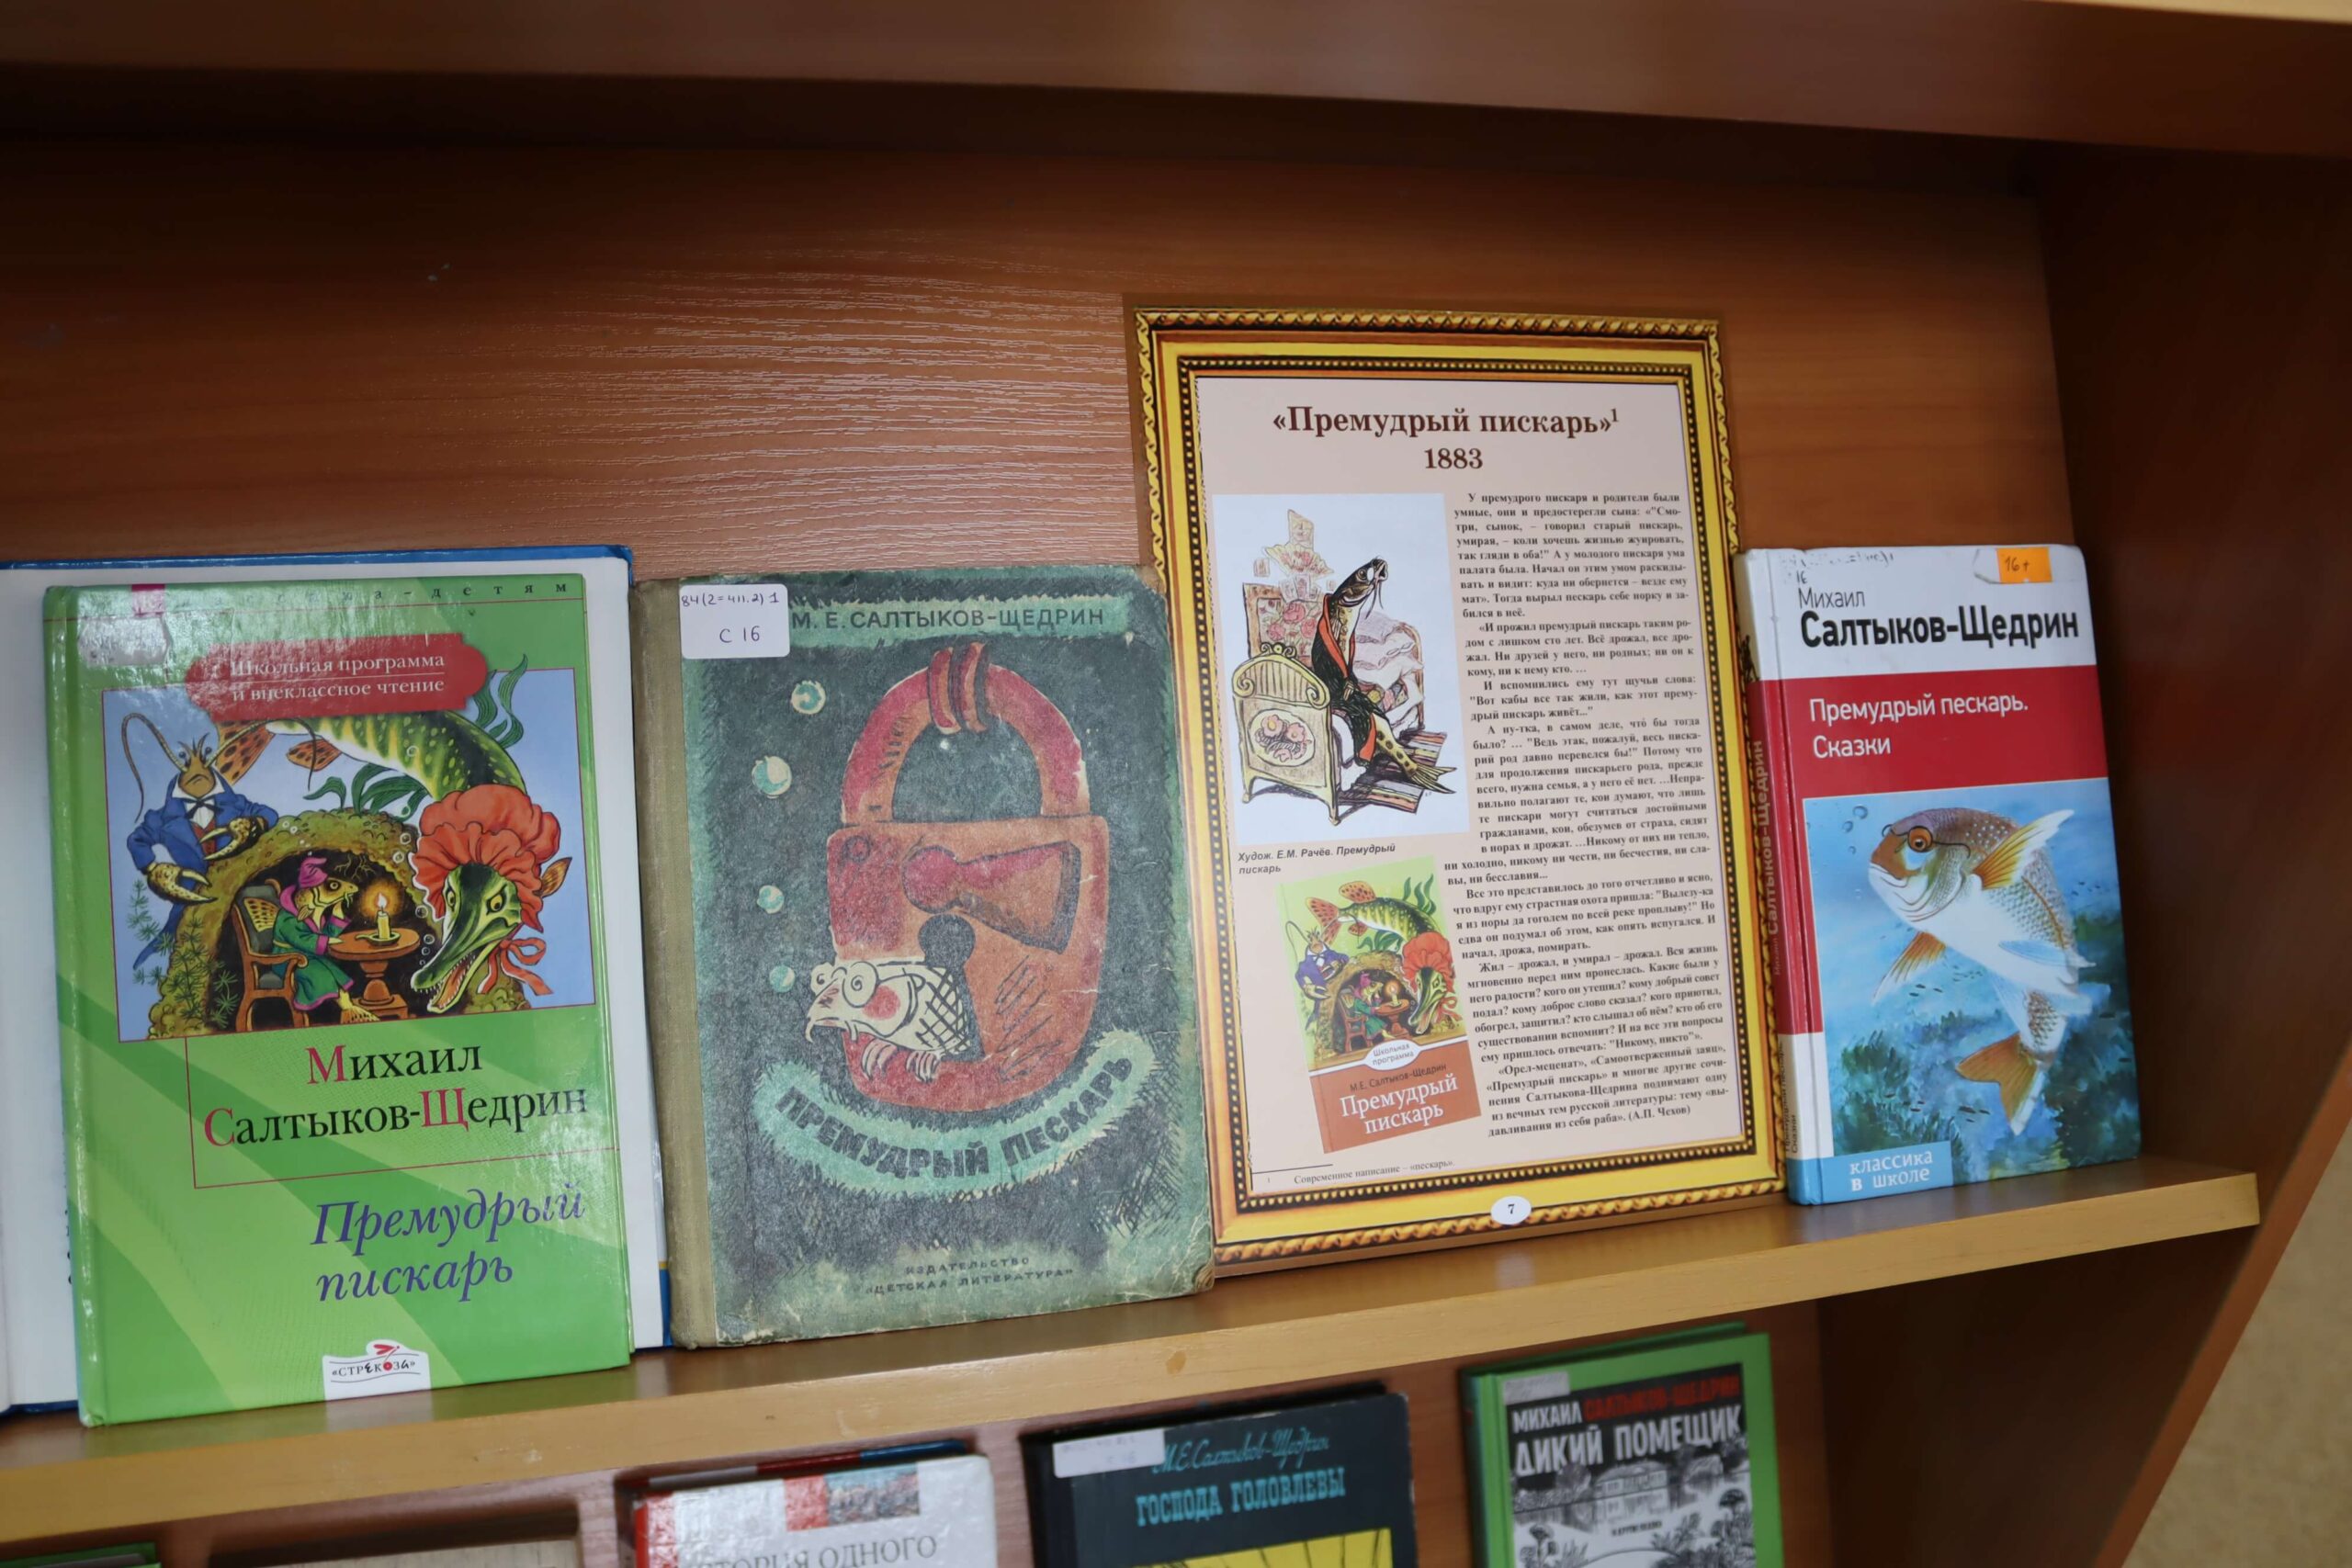 детям
Школьная программа
и внеклассное чтение
Михаил
Салтыков-Щедрин
Премудрый
пискарь
«СТРЕКОЗА»
84(2=411.2)1
С 16
М. Е. САЛТЫКОВ-ЩЕДРИН
ПРЕМУДРЫЙ ПЕСКАРЬ
ИЗДАТЕЛЬСТВО
«ДЕТСКАЯ ЛИТЕРАТУРА»
«Премудрый пискарь»¹
1883
У премудрого пискаря и родители были
умные, они и предостерегли сына: «"Смо-
три, сынок, – говорил старый пискарь,
умирая, – коли хочешь жизнью жуировать,
так гляди в оба!" А у молодого пискаря ума
палата была. Начал он этим умом раскиды-
вать и видит: куда ни обернется – везде ему
мат». Тогда вырыл пескарь себе норку и за-
бился в неё.
«И прожил премудрый пискарь таким ро-
дом с лишком сто лет. Всё дрожал, все дро-
жал. Ни друзей у него, ни родных; ни он к
кому, ни к нему кто. ...
И вспомнились ему тут щучьи слова:
"Вот кабы все так жили, как этот прему-
дрый пискарь живёт..."
А ну-тка, в самом деле, что бы тогда
было? ... "Ведь этак, пожалуй, весь писка-
рий род давно перевелся бы!" Потому что
для продолжения пискарьего рода, прежде
всего, нужна семья, а у него её нет. ...Непра-
вильно полагают те, кои думают, что лишь
те пискари могут считаться достойными
гражданами, кои, обезумев от страха, сидят
в норах и дрожат. ...Никому от них ни тепло,
ни холодно, никому ни чести, ни бесчестия, ни сла-
вы, ни бесславия...
Все это представилось до того отчетливо и ясно,
что вдруг ему страстная охота пришла: "Вылезу-ка
я из норы да гоголем по всей реке проплыву!" Но
едва он подумал об этом, как опять испугался. И
начал, дрожа, помирать.
Жил – дрожал, и умирал – дрожал. Вся жизнь
мгновенно перед ним пронеслась. Какие были у
него радости? кого он утешил? кому добрый совет
подал? кому доброе слово сказал? кого приютил,
обогрел, защитил? кто слышал об нём? кто об его
существовании вспомнит? И на все эти вопросы
ему пришлось отвечать: "Никому, никто"».
«Орел-меценат», «Самоотверженный заяц»,
«Премудрый пискарь» и многие другие сочи-
нения Салтыкова-Щедрина поднимают одну
из вечных тем русской литературы: тему «вы-
давливания из себя раба». (А.П. Чехов)
Худож. Е.М. Рачёв. Премудрый
пискарь
Школьная
программа
М.Е. Салтыков-Щедрин
Премудрый
пискарь
1 Современное написание – «пескарь».
7
16+
16
Михаил
Салтыков-Щедрин
Премудрый пескарь.
Сказки
классика
в школе
Салтыков-Щедрин
ОДНОГО
М.Е. Салтыков-Щедрин
ГОСПОДА ГОЛОВЛЕВЫ
МИХАИЛ САЛТЫКОВ-ЩЕДРИН
ДИКИЙ ПОМЕЩИК